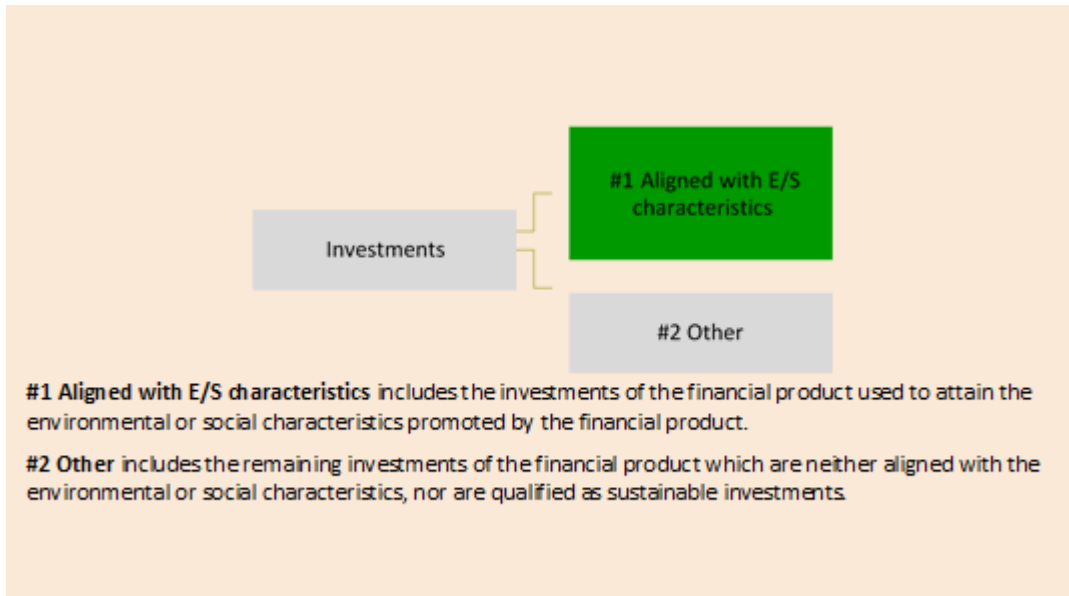 #1 Aligned with E/S
characteristics
Investments
#2 Other
#1 Aligned with E/S characteristics includes the investments of the financial product used to attain the
environmental or social characteristics promoted by the financial product.
#2 Other includes the remaining investments of the financial product which are neither aligned with the
environmental or social characteristics, nor are qualified as sustainable investments.